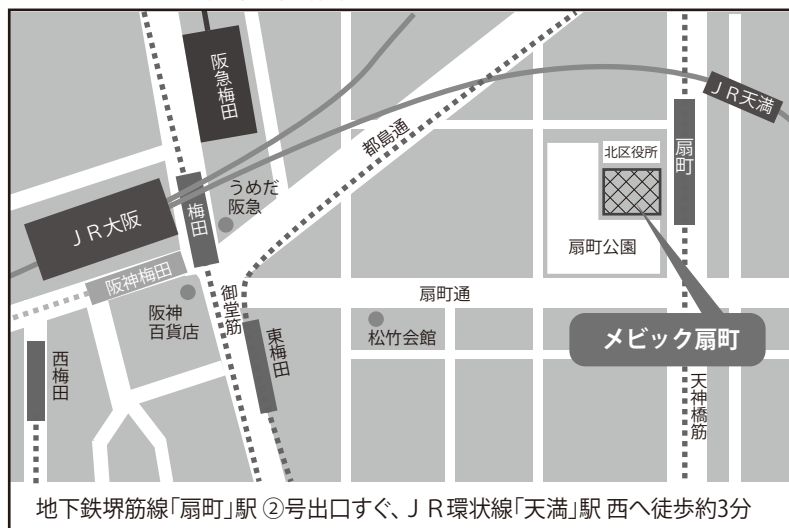 阪急梅田
JR天満
都島通
北区役所
扇町
うめだ
阪急
梅田
JR大阪
扇町公園
阪神梅田
御堂筋
扇町通
阪神
百貨店
松竹会館
メビック扇町
東梅田
西梅田
天神橋筋
地下鉄堺筋線「扇町」駅 ②号出口すぐ、JR環状線「天満」駅 西へ徒歩約3分